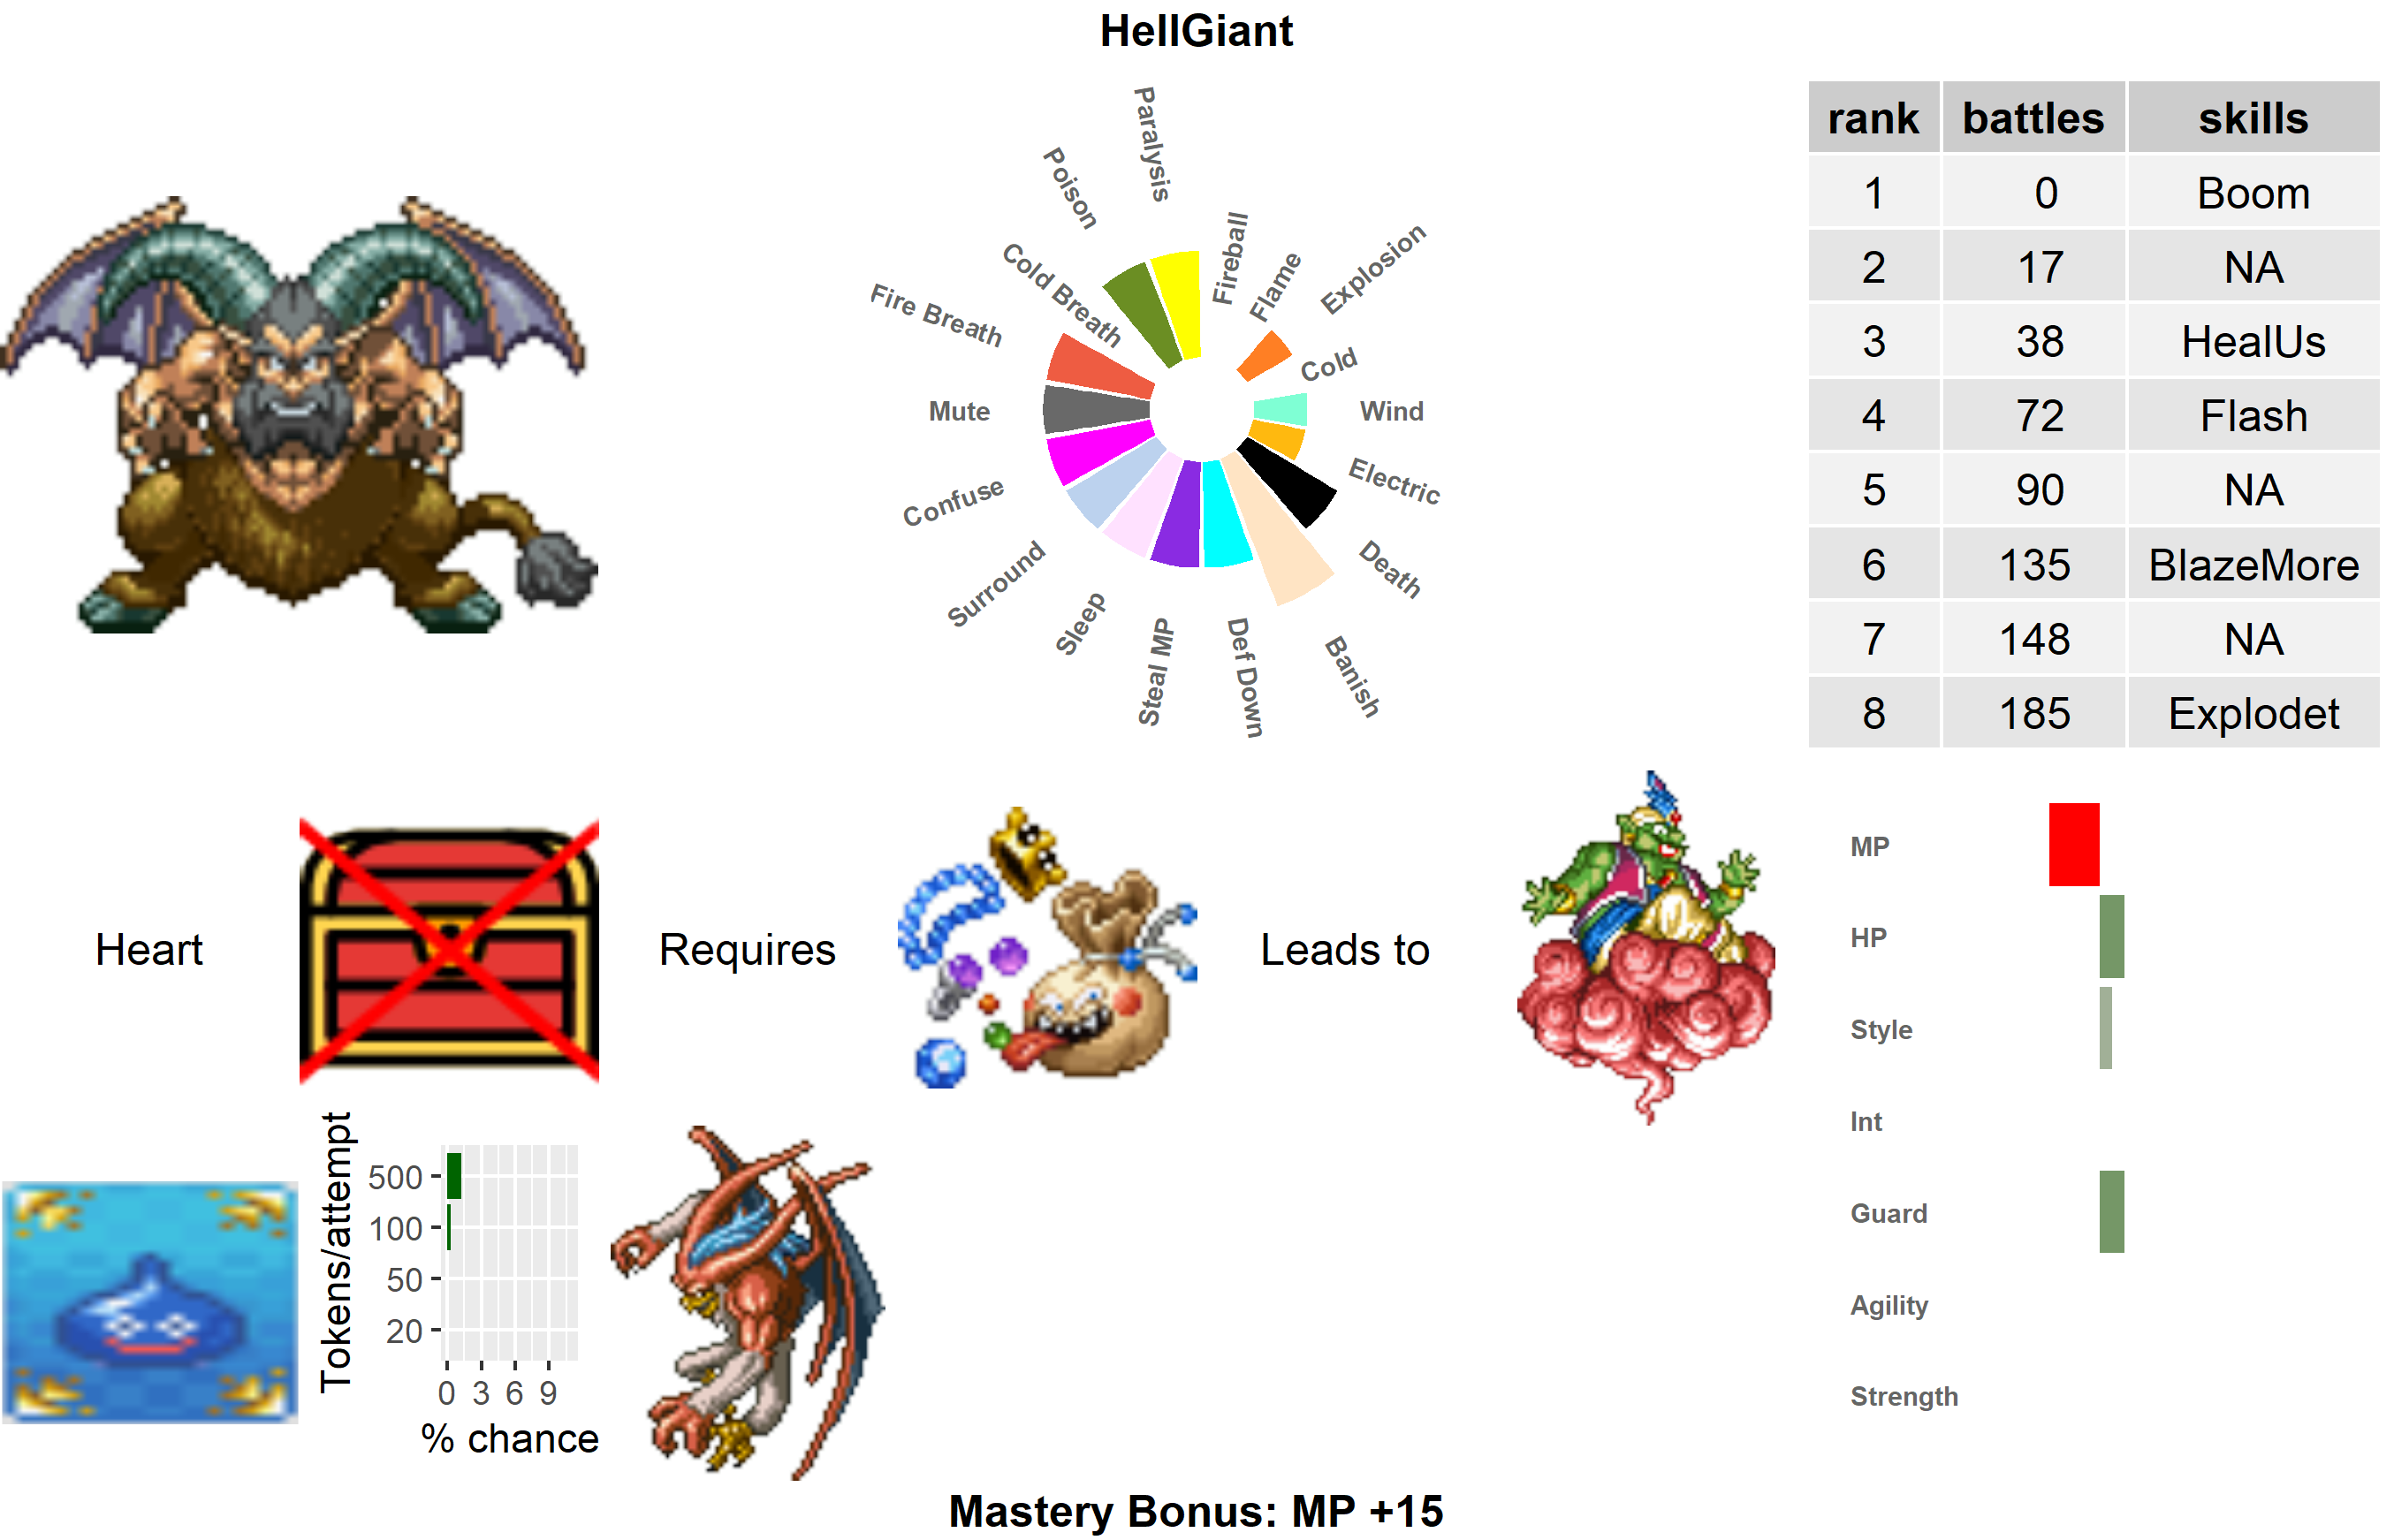 HellGiant
Paralysis
Poison
Fireball
Flame
Explosion
Cold Breath
Fire Breath
Cold
Mute
Wind
Confuse
Electric
Surround
Death
Sleep
Steal MP
Def Down
Banish
rank battles skills
1 0 Boom
2 17 NA
3 38 HealUs
4 72 Flash
5 90 NA
6 135 BlazeMore
7 148 NA
8 185 Explodet
Heart
Requires
Leads to
MP
HP
Style
Int
Guard
Agility
Strength
Tokens/attempt
500
100
50
20
0 3 6 9
% chance
Mastery Bonus: MP +15